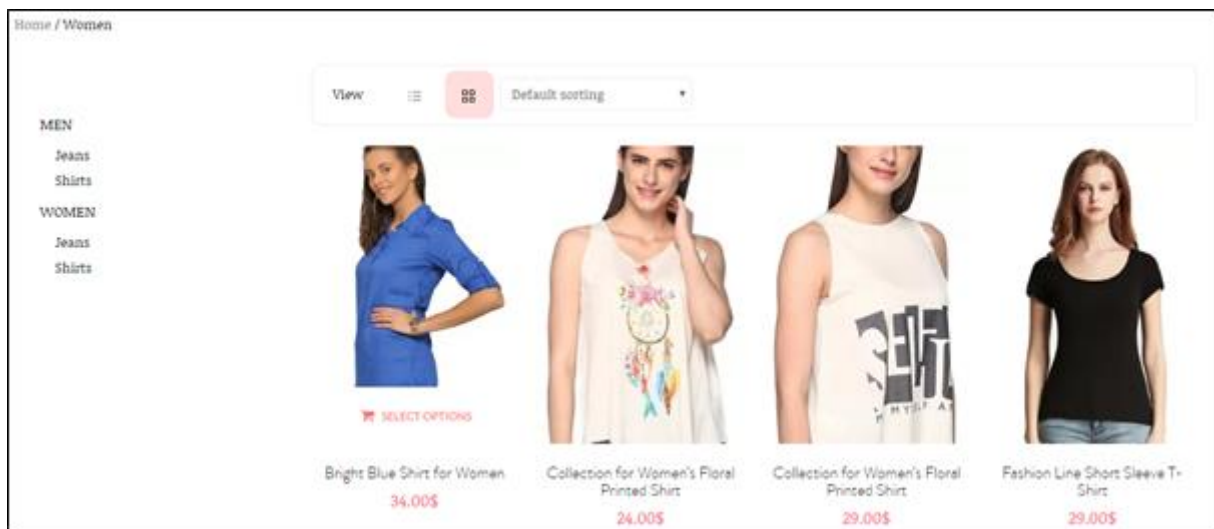 Home / Women
View
Default sorting
MEN
Jeans
Shirts
WOMEN
Jeans
Shirts
MYSELF
SELECT OPTIONS
Bright Blue Shirt for Women
34.00$
Collection for Women's Floral
Printed Shirt
24.00$
Collection for Women's Floral
Printed Shirt
29.00$
Fashion Line Short Sleeve T-
Shirt
29.00$